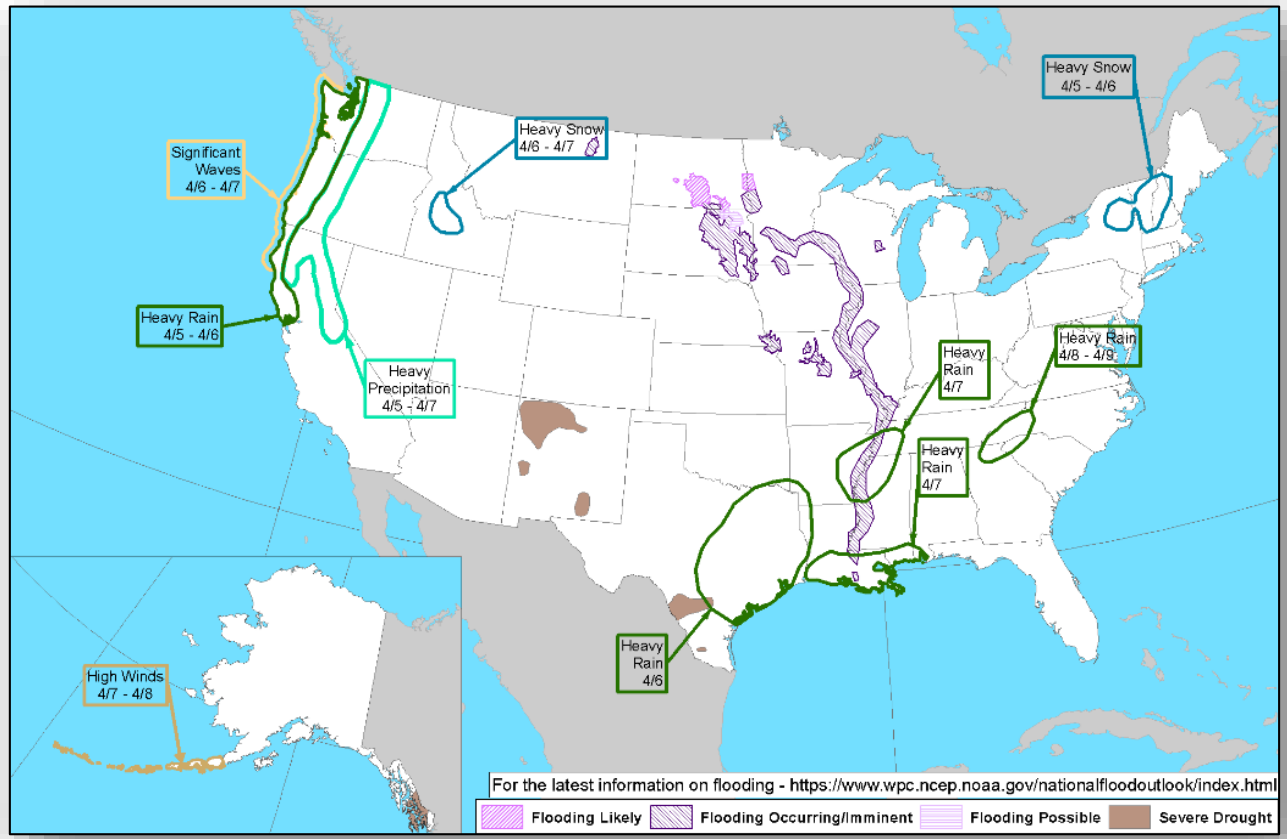 Heavy Snow
4/5 - 4/6
Heavy Snow
4/6 - 4/7
Significant
Waves
4/6 - 4/7
Heavy Rain
4/5 - 4/6
Heavy
Precipitation
4/5 - 4/7
Heavy Rain
4/8 - 4/9
Heavy
Rain
4/7
Heavy
Rain
4/7
Heavy
Rain
4/6
High Winds
4/7 - 4/8
For the latest information on flooding - https://www.wpc.ncep.noaa.gov/nationalfloodoutlook/index.html
Flooding Likely Flooding Occurring/Imminent Flooding Possible Severe Drought